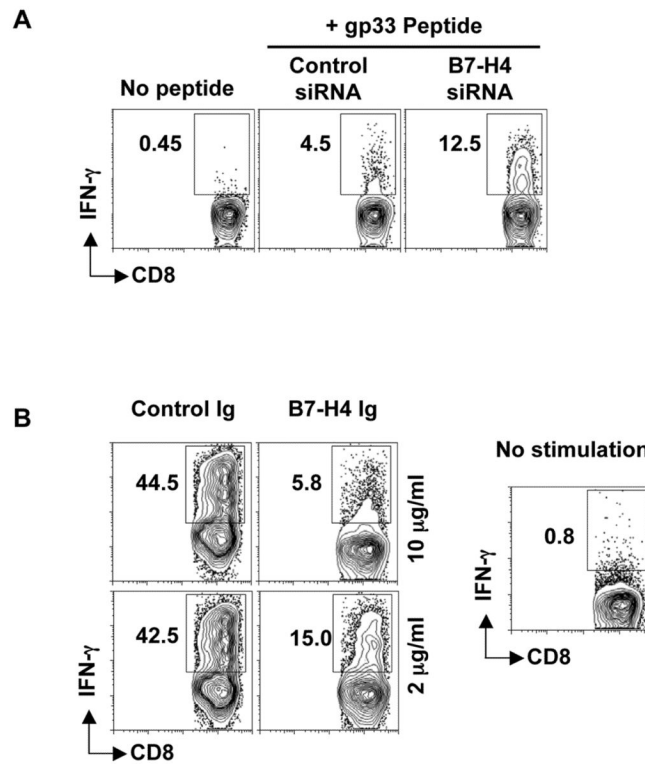 A
+ gp33 Peptide
No peptide
Control
siRNA
B7-H4
siRNA
0.45
4.5
12.5
IFN-γ
CD8
B
Control Ig
B7-H4 Ig
No stimulation
44.5
5.8
10 μg/ml
0.8
IFN-γ
CD8
42.5
15.0
2 μg/ml
IFN-γ
CD8